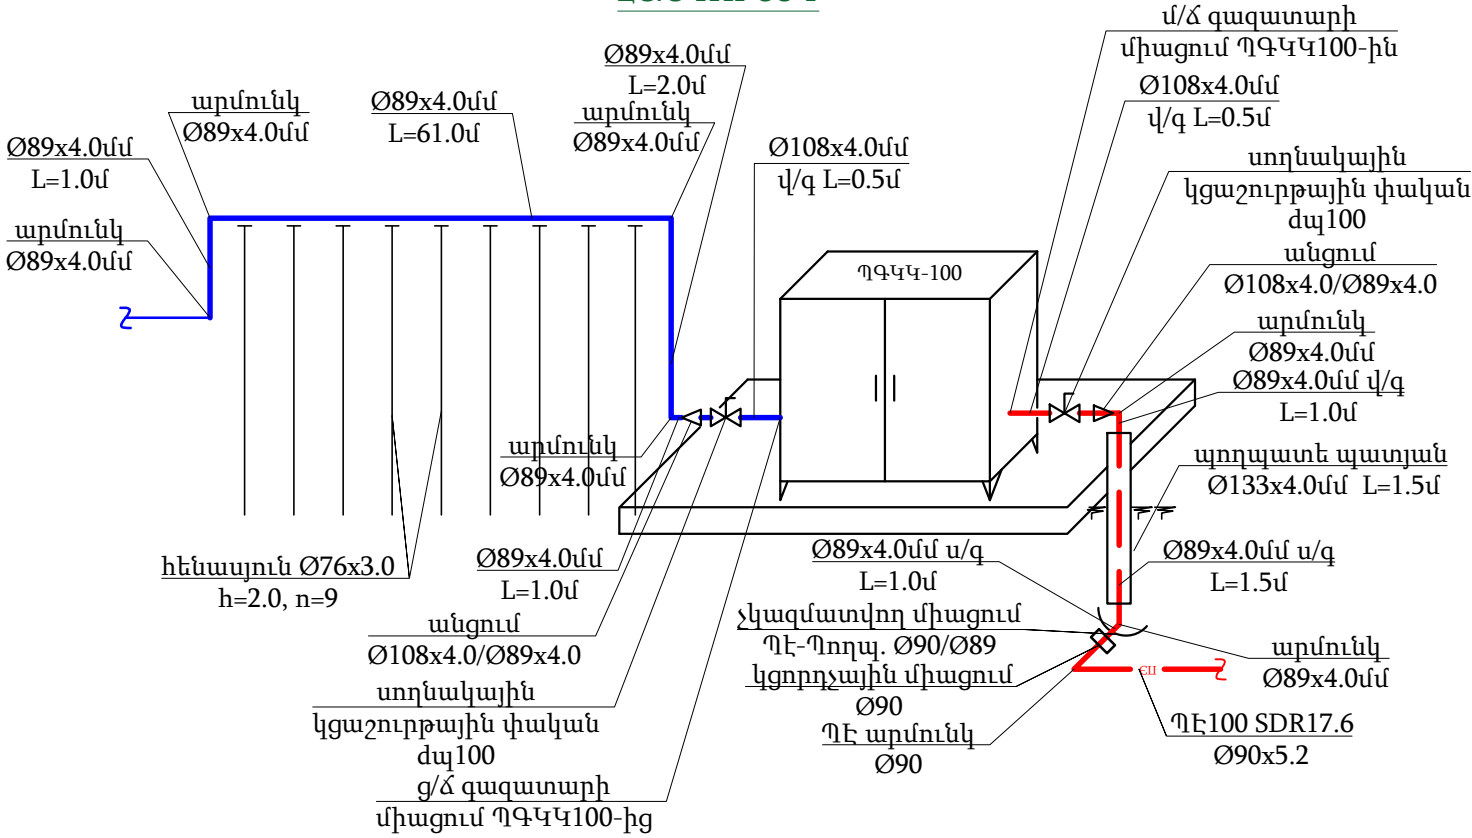 մ/ճ գազատարի
միացում ՊԳԿԿ100-ին
Ø89x4.0մմ
L=2.0մ
Ø108x4.0մմ
վ/գ L=0.5մ
արմունկ
Ø89x4.0մմ
Ø89x4.0մմ
L=61.0մ
արմունկ
Ø89x4.0մմ
Ø89x4.0մմ
L=1.0մ
Ø108x4.0մմ
վ/գ L=0.5մ
սողնակային
կցաշուրթային փական
ժպ100
արմունկ
Ø89x4.0մմ
անցում
Ø108x4.0/Ø89x4.0
ՊԳԿԿ-100
արմունկ
Ø89x4.0մմ
Ø89x4.0մմ վ/գ
L=1.0մ
արմունկ
Ø89x4.0մմ
պողպատե պատյան
Ø133x4.0մմ L=1.5մ
հենասյուն Ø76x3.0
h=2.0, n=9
Ø89x4.0մմ
L=1.0մ
Ø89x4.0մմ ս/գ
L=1.0մ
Ø89x4.0մմ ս/գ
L=1.5մ
անցում
Ø108x4.0/Ø89x4.0
չկազմատվող միացում
ՊԷ-Պողպ. Ø90/Ø89
արմունկ
Ø89x4.0մմ
կցորդչային միացում
Ø90
սողնակային
կցաշուրթային փական
ժպ100
ՊԷ արմունկ
Ø90
ՊԷ100 SDR17.6
Ø90x5.2
ց/ճ գազատարի
միացում ՊԳԿԿ100-ից